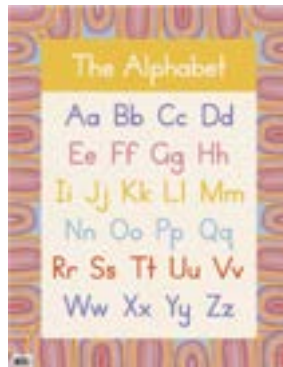 The Alphabet
Aa Bb Cc Dd
Ee Ff Gg Hh
Ii Jj Kk Ll Mm
Nn Oo Pp Qq
Rr Ss Tt Uu Vv
Ww Xx Yy Zz